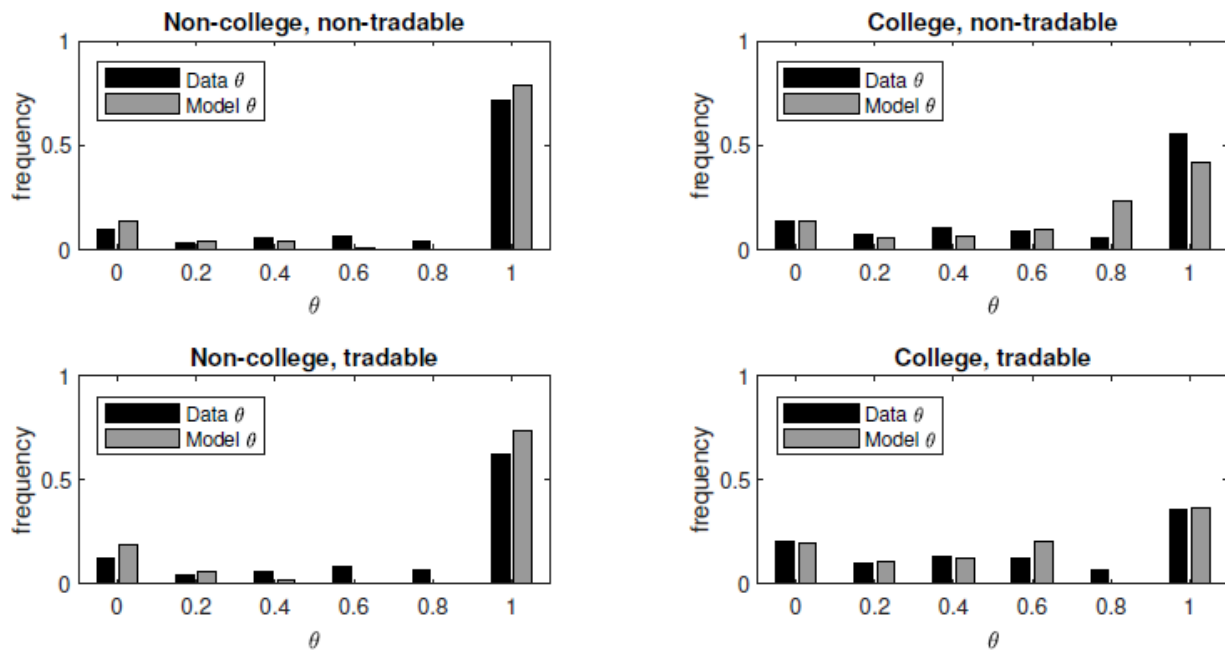 Non-college, non-tradable
1
Data θ
Model θ
frequency
0.5
0
0 0.2 0.4 0.6 0.8 1
θ
College, non-tradable
1
Data θ
Model θ
frequency
0.5
0
0 0.2 0.4 0.6 0.8 1
θ
Non-college, tradable
1
Data θ
Model θ
frequency
0.5
0
0 0.2 0.4 0.6 0.8 1
θ
College, tradable
1
Data θ
Model θ
frequency
0.5
0
0 0.2 0.4 0.6 0.8 1
θ